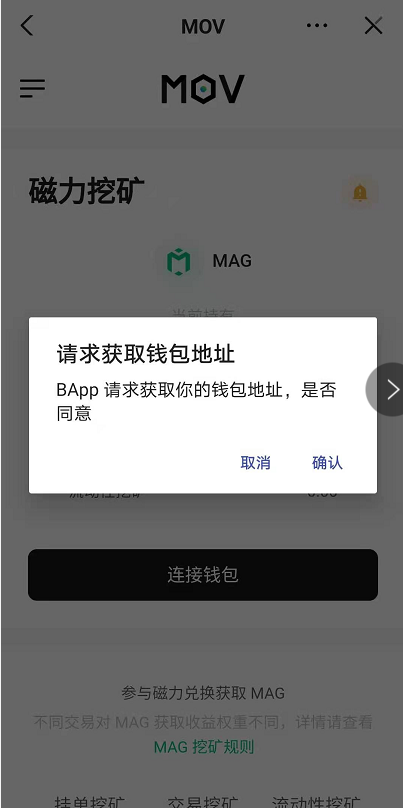 MOV
MOV
磁力挖矿
MAG
当前持有
请求获取钱包地址
BApp 请求获取你的钱包地址，是否
同意
取消
确认
流动性挖矿
0.00
连接钱包
参与磁力兑换获取 MAG
不同交易对 MAG 获取收益权重不同，详情请查看
MAG 挖矿规则
挂单挖矿
交易挖矿
流动性挖矿